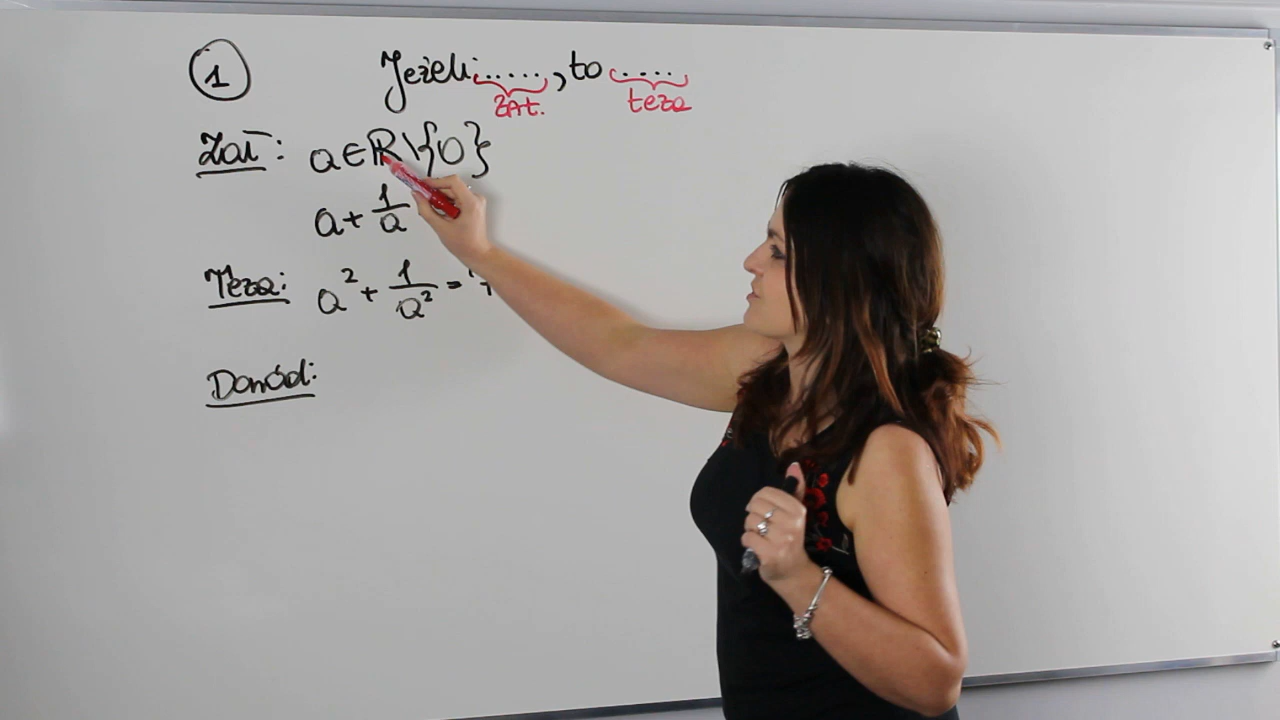 1 Jeżeli ....., to ....
zał. teza
Zał: a ∈ ℝ \ {0}
a + 1/a
Teza: a² + 1/a² =
Dowód: